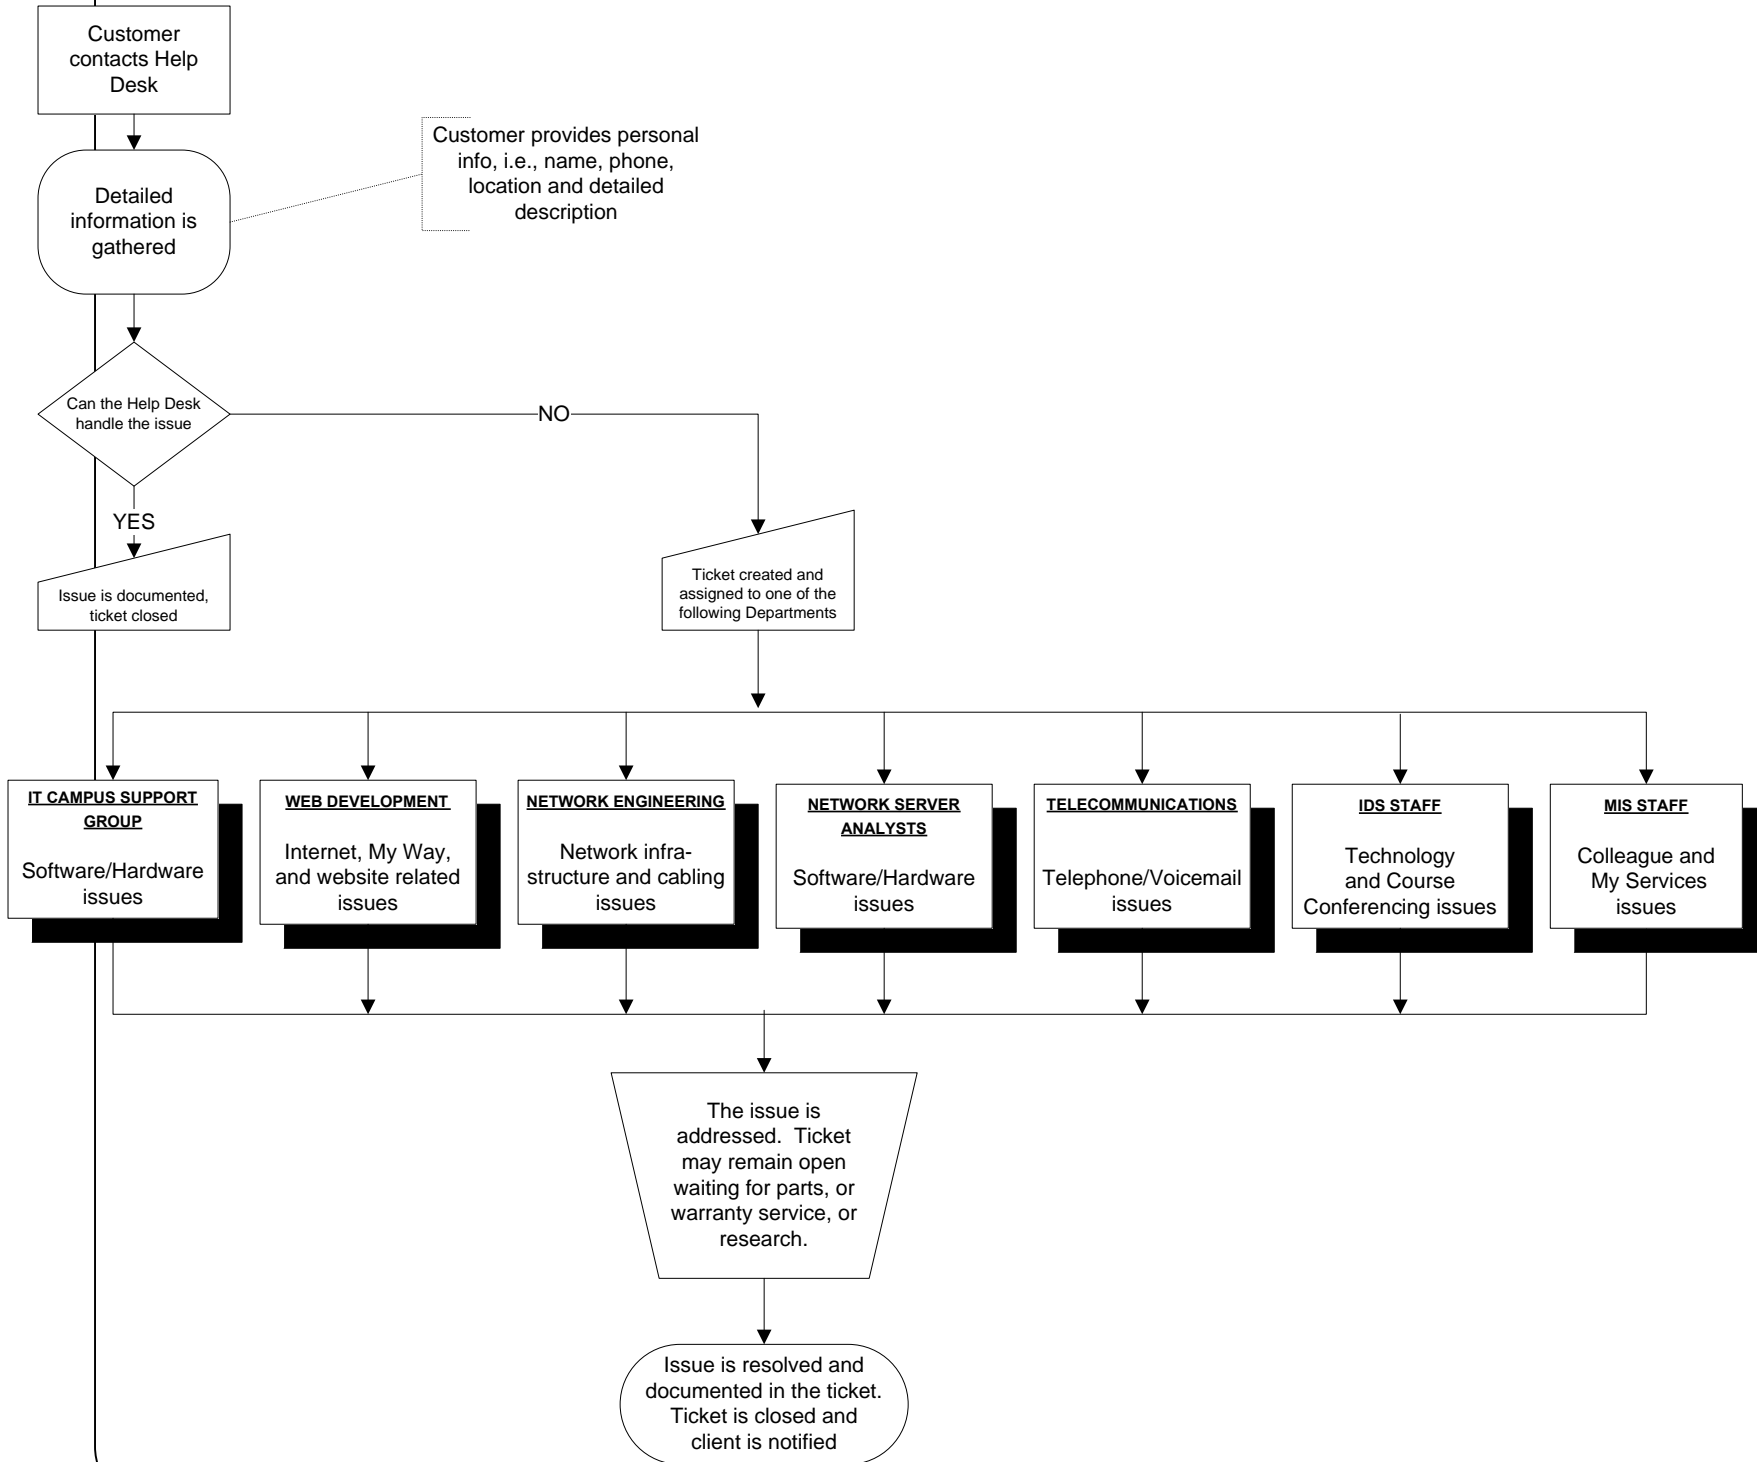 Customer
contacts Help
Desk
Customer provides personal
info, i.e., name, phone,
location and detailed
description
Detailed
information is
gathered
Can the Help Desk
handle the issue
NO
YES
Issue is documented,
ticket closed
Ticket created and
assigned to one of the
following Departments
IT CAMPUS SUPPORT
GROUP
Software/Hardware
issues
WEB DEVELOPMENT
Internet, My Way,
and website related
issues
NETWORK ENGINEERING
Network infra-
structure and cabling
issues
NETWORK SERVER
ANALYSTS
Software/Hardware
issues
TELECOMMUNICATIONS
Telephone/Voicemail
issues
IDS STAFF
Technology
and Course
Conferencing issues
MIS STAFF
Colleague and
My Services
issues
The issue is
addressed.  Ticket
may remain open
waiting for parts, or
warranty service, or
research.
Issue is resolved and
documented in the ticket.
Ticket is closed and
client is notified